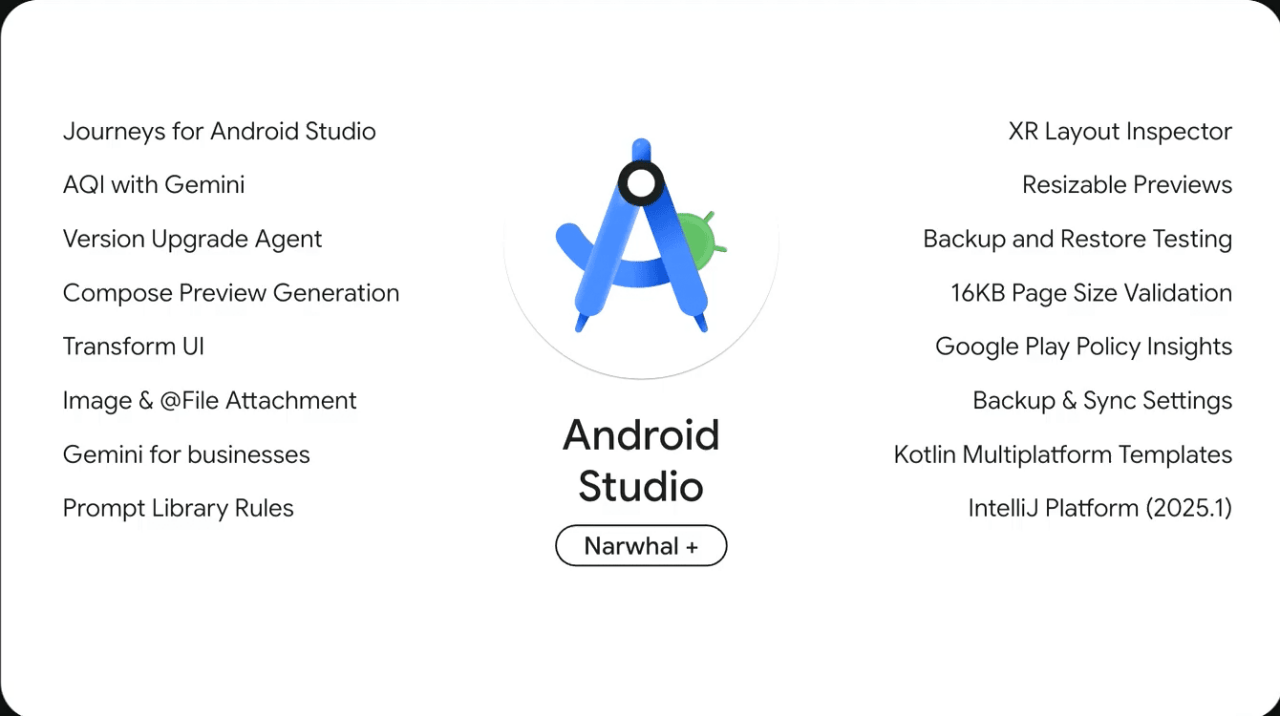 Journeys for Android Studio
AQI with Gemini
Version Upgrade Agent
Compose Preview Generation
Transform UI
Image & @File Attachment
Gemini for businesses
Prompt Library Rules
Android
Studio
Narwhal +
XR Layout Inspector
Resizable Previews
Backup and Restore Testing
16KB Page Size Validation
Google Play Policy Insights
Backup & Sync Settings
Kotlin Multiplatform Templates
IntelliJ Platform (2025.1)